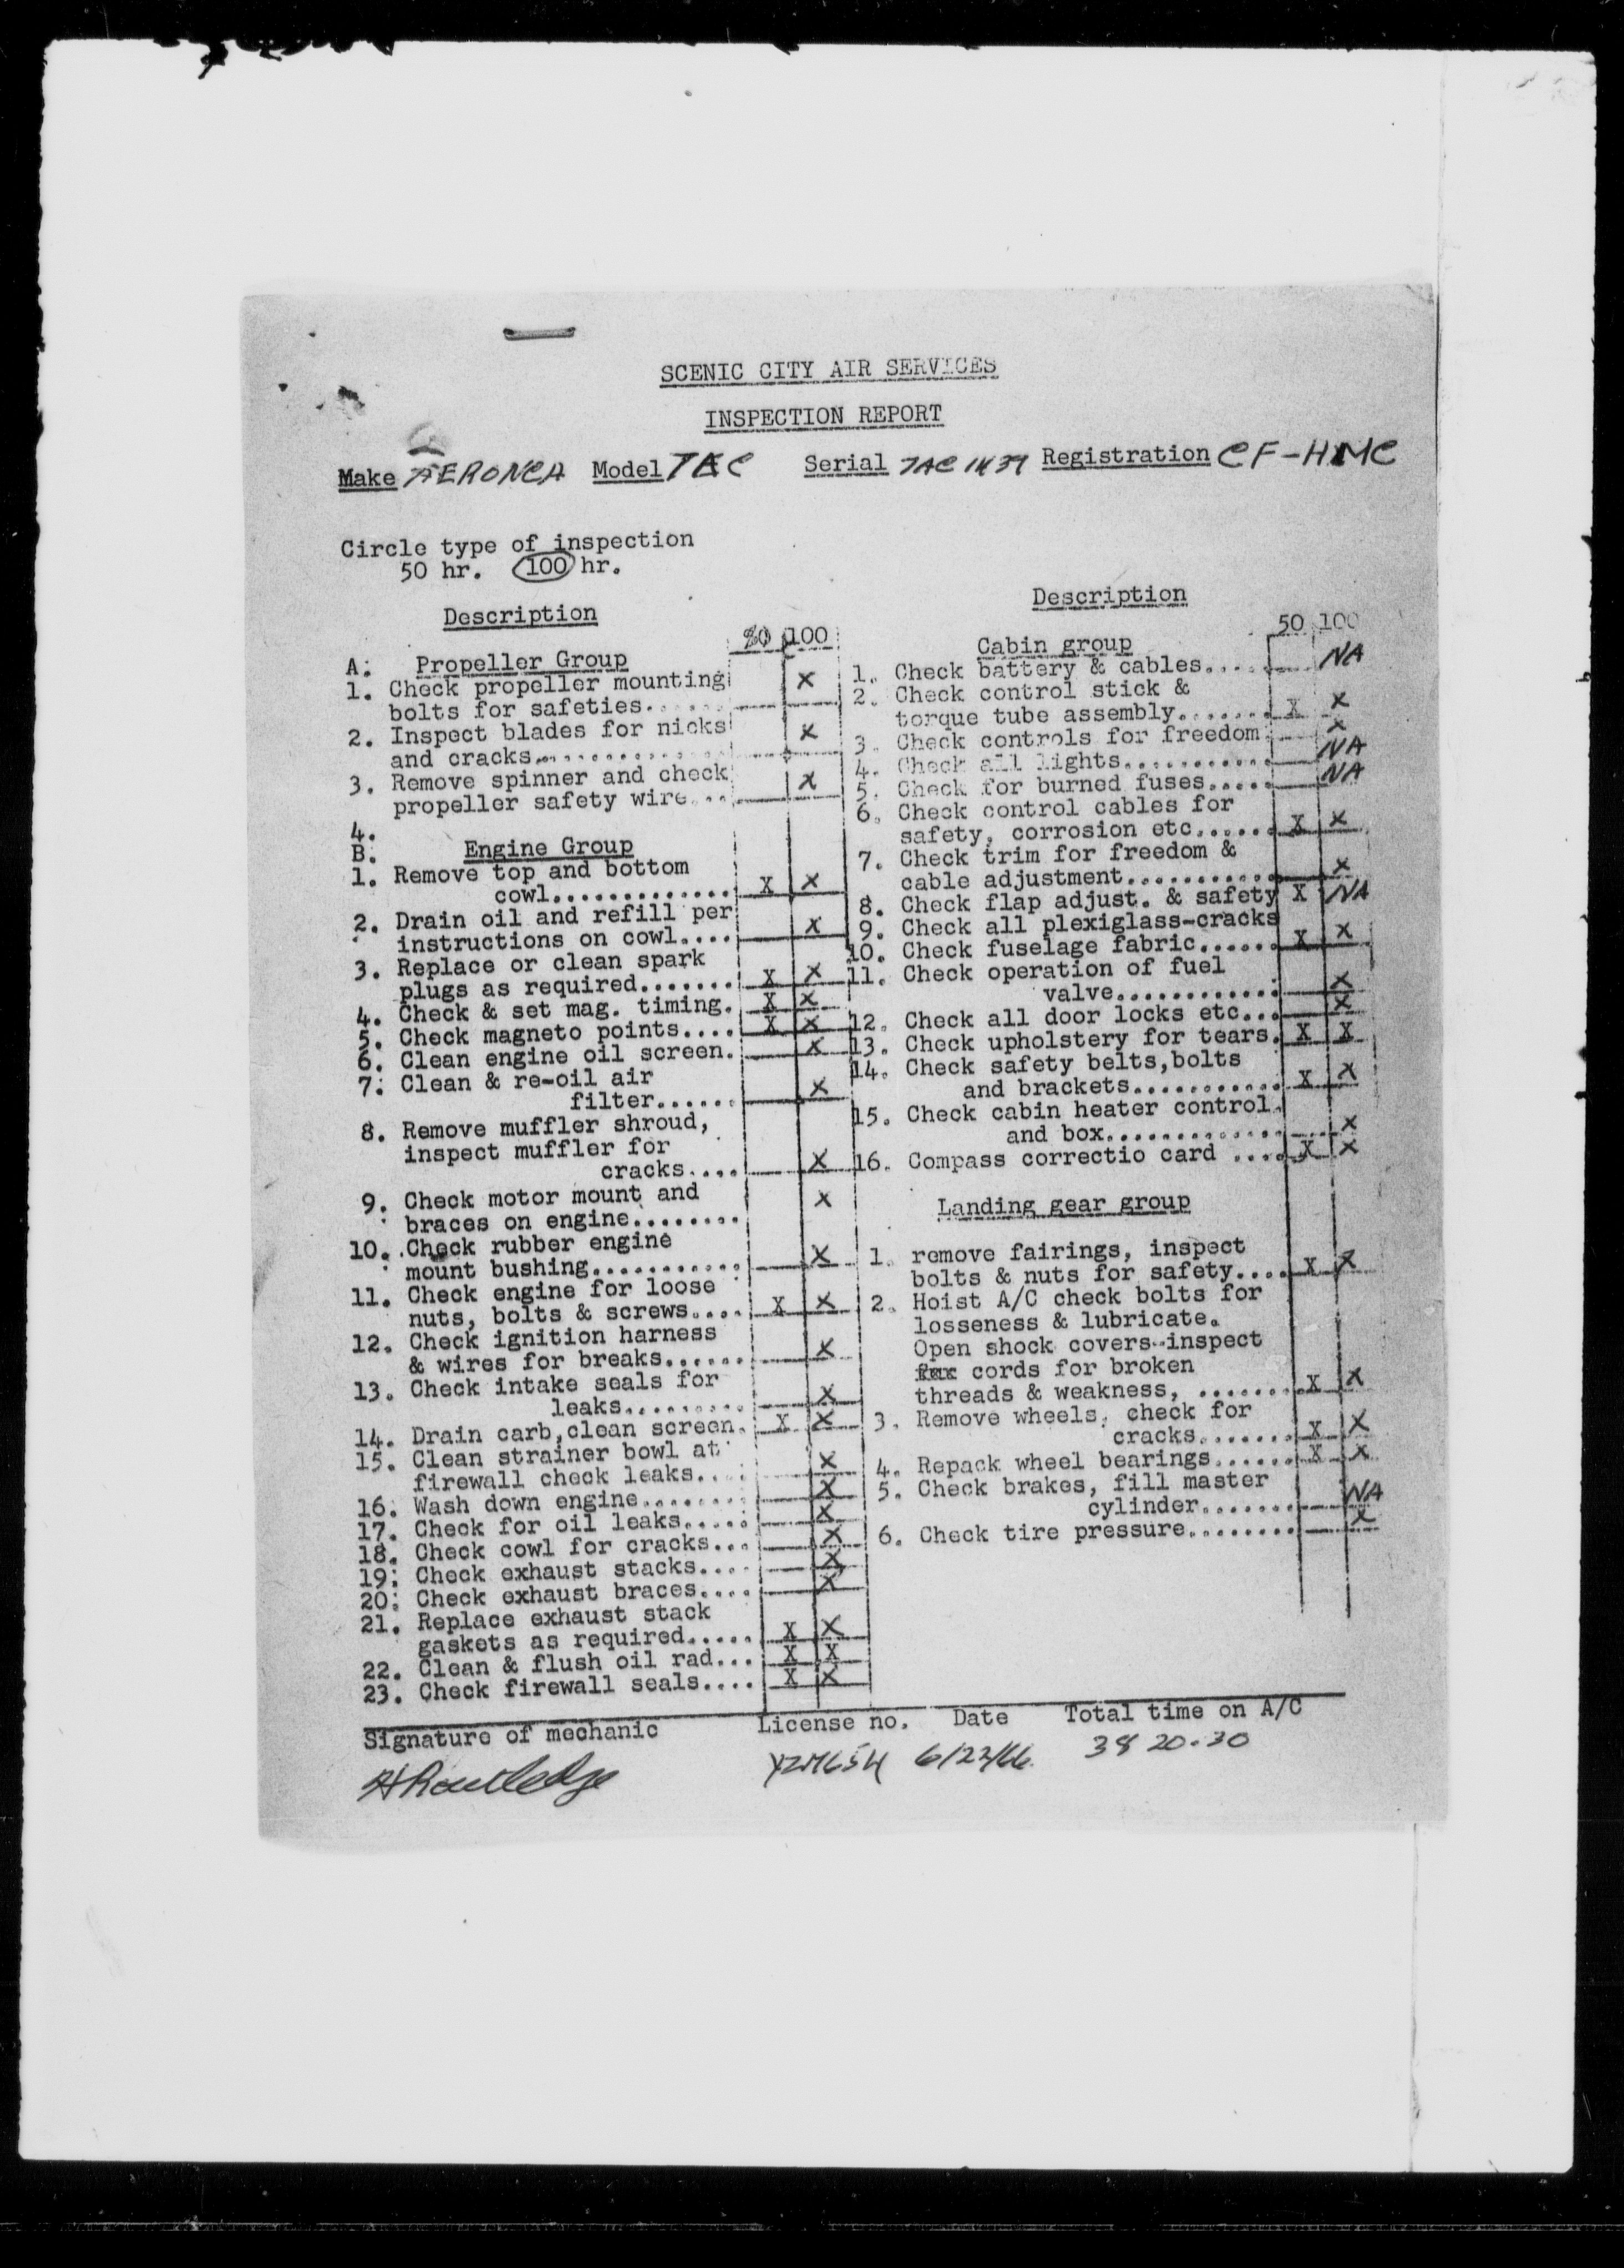 SCENIC CITY AIR SERVICES
INSPECTION REPORT
Make AERONCA Model 7AC Serial 7AC 1439 Registration CF-HMC
Circle type of inspection
50 hr. 100 hr.
Description
50 100
A. Propeller Group
1. Check propeller mounting
bolts for safeties...... X
2. Inspect blades for nicks
and cracks............. X
3. Remove spinner and check
propeller safety wire... X
4.
B. Engine Group
1. Remove top and bottom
cowl............. X X
2. Drain oil and refill per
instructions on cowl.... X
3. Replace or clean spark
plugs as required....... X X
4. Check & set mag. timing. X X
5. Check magneto points.... X X
6. Clean engine oil screen. X
7. Clean & re-oil air
filter...... X
8. Remove muffler shroud,
inspect muffler for
cracks.... X
9. Check motor mount and
braces on engine........ X
10. Check rubber engine
mount bushing........... X
11. Check engine for loose
nuts, bolts & screws.... X X
12. Check ignition harness
& wires for breaks...... X
13. Check intake seals for
leaks......... X
14. Drain carb,clean screen. X X
15. Clean strainer bowl at
firewall check leaks.... X
16. Wash down engine........ X
17. Check for oil leaks..... X
18. Check cowl for cracks... X
19. Check exhaust stacks.... X
20. Check exhaust braces.... X
21. Replace exhaust stack
gaskets as required..... X X
22. Clean & flush oil rad... X X
23. Check firewall seals.... X X
Description
50 100
Cabin group
1. Check battery & cables.... NA
2. Check control stick &
torque tube assembly....... X X
3. Check controls for freedom X
4. Check all lights........... NA
5. Check for burned fuses..... NA
6. Check control cables for
safety, corrosion etc...... X X
7. Check trim for freedom &
cable adjustment........... X
8. Check flap adjust. & safety X NA
9. Check all plexiglass-cracks
10. Check fuselage fabric...... X X
11. Check operation of fuel
valve............ X
12. Check all door locks etc... X
13. Check upholstery for tears. X X
14. Check safety belts,bolts
and brackets........... X X
15. Check cabin heater control
and box............. X
16. Compass correctio card .... X X
Landing gear group
1. remove fairings, inspect
bolts & nuts for safety.... X X
2. Hoist A/C check bolts for
losseness & lubricate.
Open shock covers-inspect
cords for broken
threads & weakness, ....... X X
3. Remove wheels, check for
cracks....... X X
4. Repack wheel bearings...... X X
5. Check brakes, fill master
cylinder....... NA
6. Check tire pressure........ X
Signature of mechanic License no. Date Total time on A/C
HRoutledge 6/22/66 3820.30